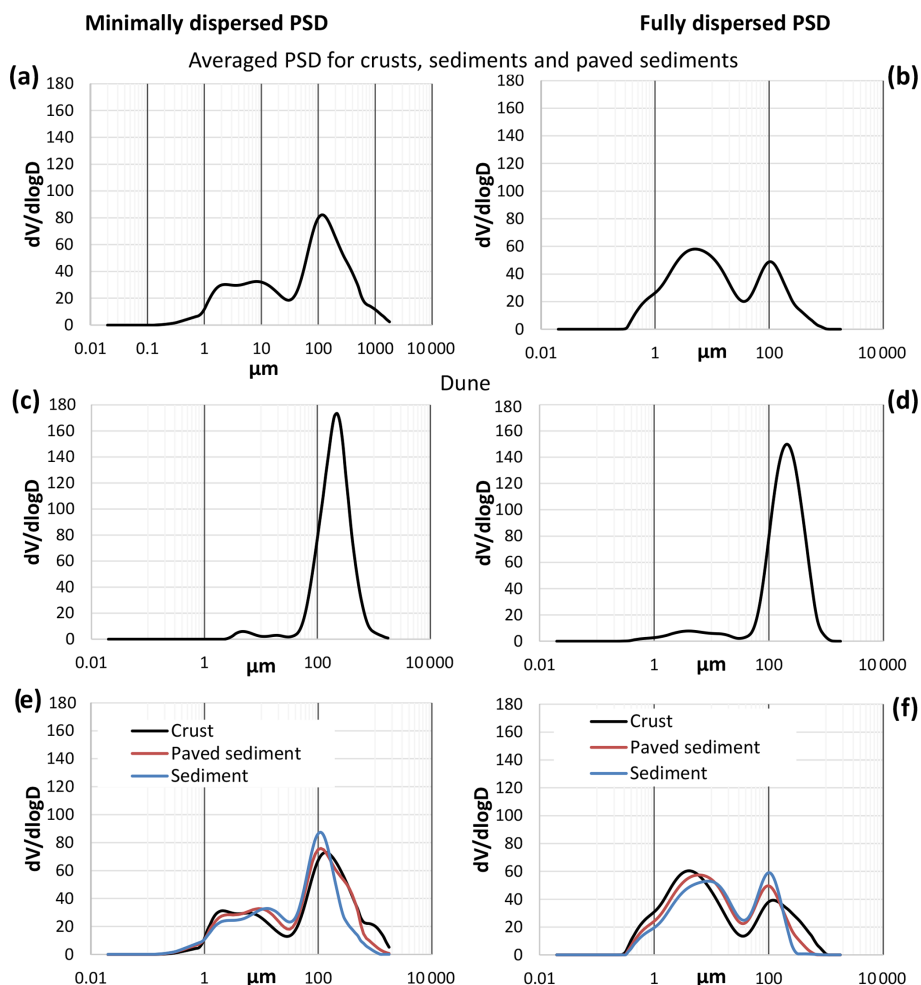 Minimally dispersed PSD
Fully dispersed PSD
Averaged PSD for crusts, sediments and paved sediments
(a)
180
160
140
120
100
80
60
40
20
0
dV/dlogD
0.01 0.1 1 10 100 1000 10 000
µm
(b)
180
160
140
120
100
80
60
40
20
0
dV/dlogD
0.01 1 100 10 000
µm
Dune
(c)
180
160
140
120
100
80
60
40
20
0
dV/dlogD
0.01 1 100 10 000
µm
(d)
180
160
140
120
100
80
60
40
20
0
dV/dlogD
0.01 1 100 10 000
µm
(e)
180
160
140
120
100
80
60
40
20
0
dV/dlogD
Crust
Paved sediment
Sediment
0.01 1 100 10 000
µm
(f)
180
160
140
120
100
80
60
40
20
0
dV/dlogD
Crust
Paved sediment
Sediment
0.01 1 100 10 000
µm